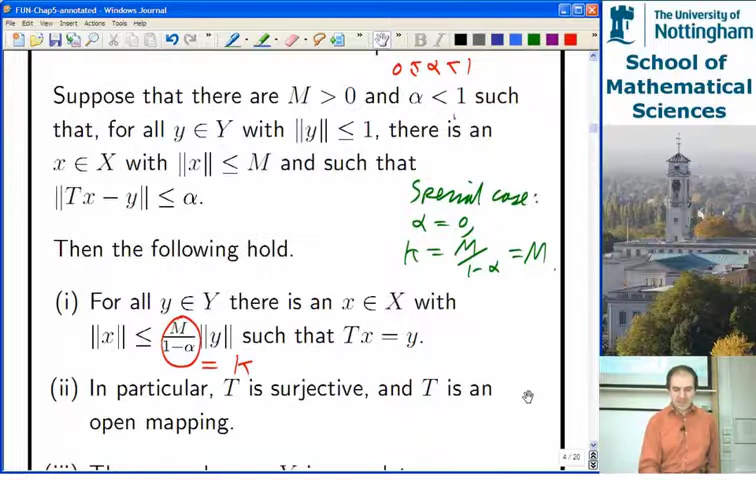 FUN-Chap5-annotated - Windows Journal
File Edit View Insert Actions Tools Help
0 ≤ α < 1
Suppose that there are M > 0 and α < 1 such
that, for all y ∈ Y with ‖y‖ ≤ 1, there is an
x ∈ X with ‖x‖ ≤ M and such that
‖Tx − y‖ ≤ α.
Special case:
α = 0,
k = M/1-α = M.
Then the following hold.
(i) For all y ∈ Y there is an x ∈ X with
‖x‖ ≤ M/1−α ‖y‖ such that Tx = y.
= k
(ii) In particular, T is surjective, and T is an
open mapping.
4 / 20
The University of
Nottingham
School of
Mathematical
Sciences